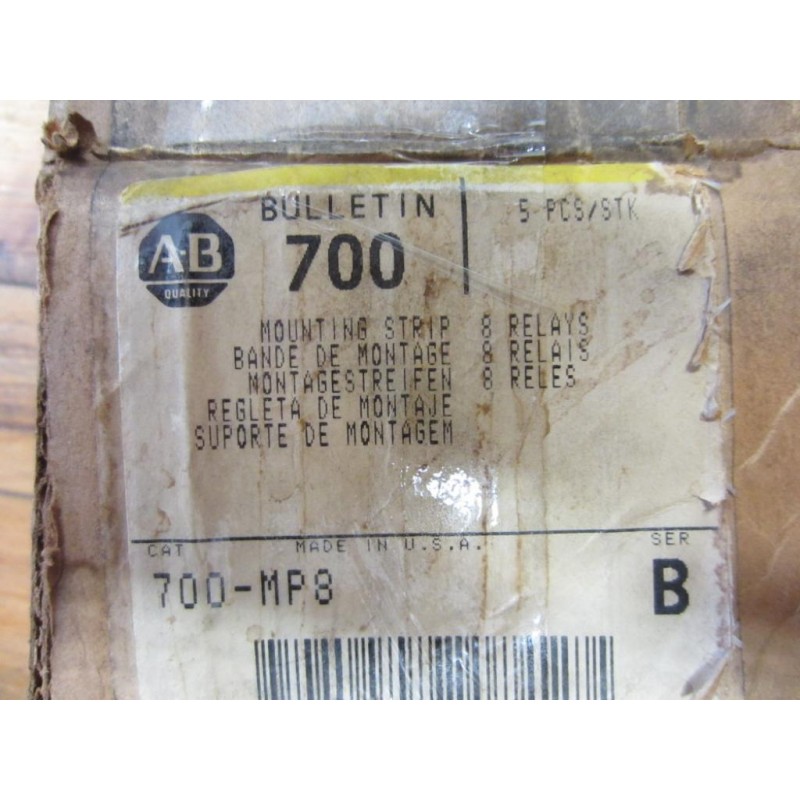 BULLETIN
700
5 PCS/STK
A-B
QUALITY
MOUNTING STRIP 8 RELAYS
BANDE DE MONTAGE 8 RELAIS
MONTAGESTREIFEN 8 RELES
REGLETA DE MONTAJE
SUPORTE DE MONTAGEM
CAT MADE IN U.S.A. SER
700-MP8 B